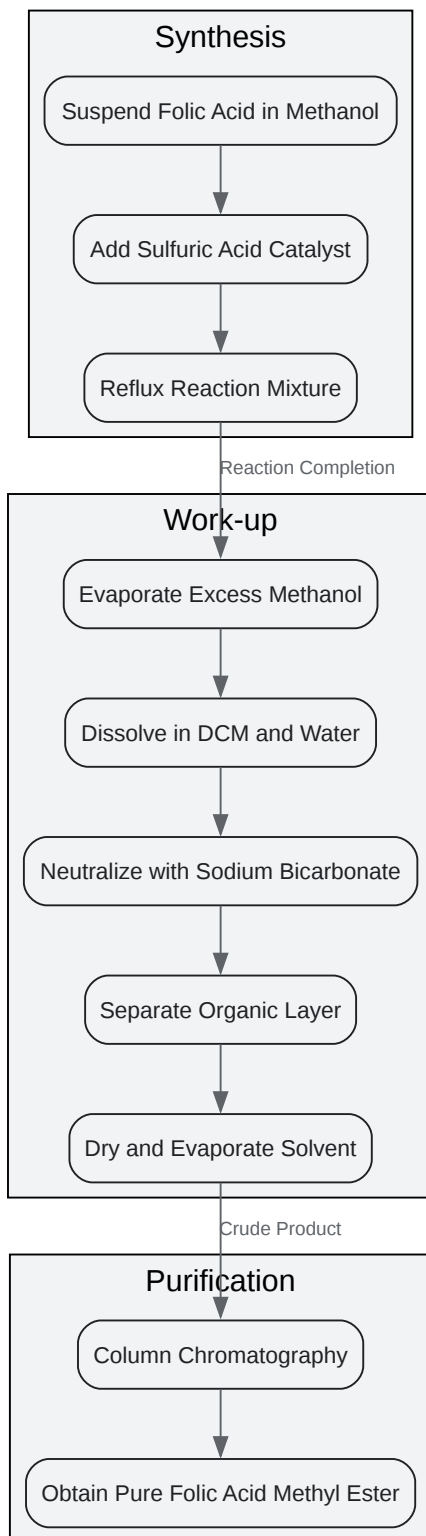 Synthesis
Suspend Folic Acid in Methanol
Add Sulfuric Acid Catalyst
Reflux Reaction Mixture
Reaction Completion
Work-up
Evaporate Excess Methanol
Dissolve in DCM and Water
Neutralize with Sodium Bicarbonate
Separate Organic Layer
Dry and Evaporate Solvent
Crude Product
Purification
Column Chromatography
Obtain Pure Folic Acid Methyl Ester